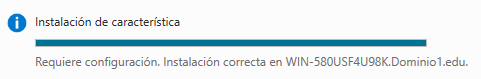 Instalación de característica
Requiere configuración. Instalación correcta en WIN-580USF4U98K.Dominio1.edu.